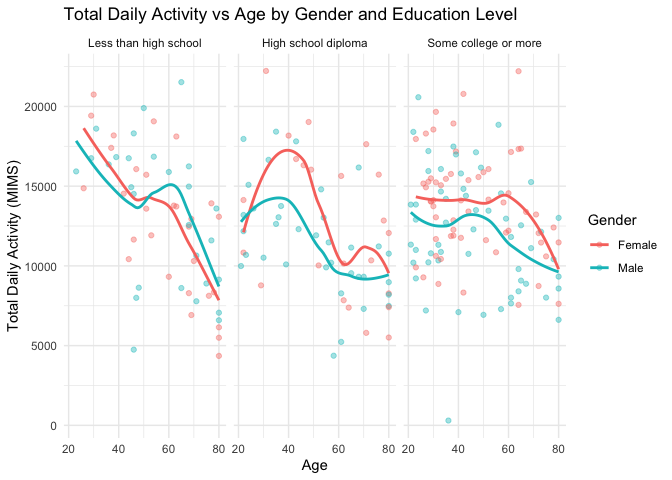 Total Daily Activity vs Age by Gender and Education Level
Less than high school
High school diploma
Some college or more
Total Daily Activity (MIMS)
20000
15000
10000
5000
0
20 40 60 80
20 40 60 80
20 40 60 80
Age
Gender
Female
Male